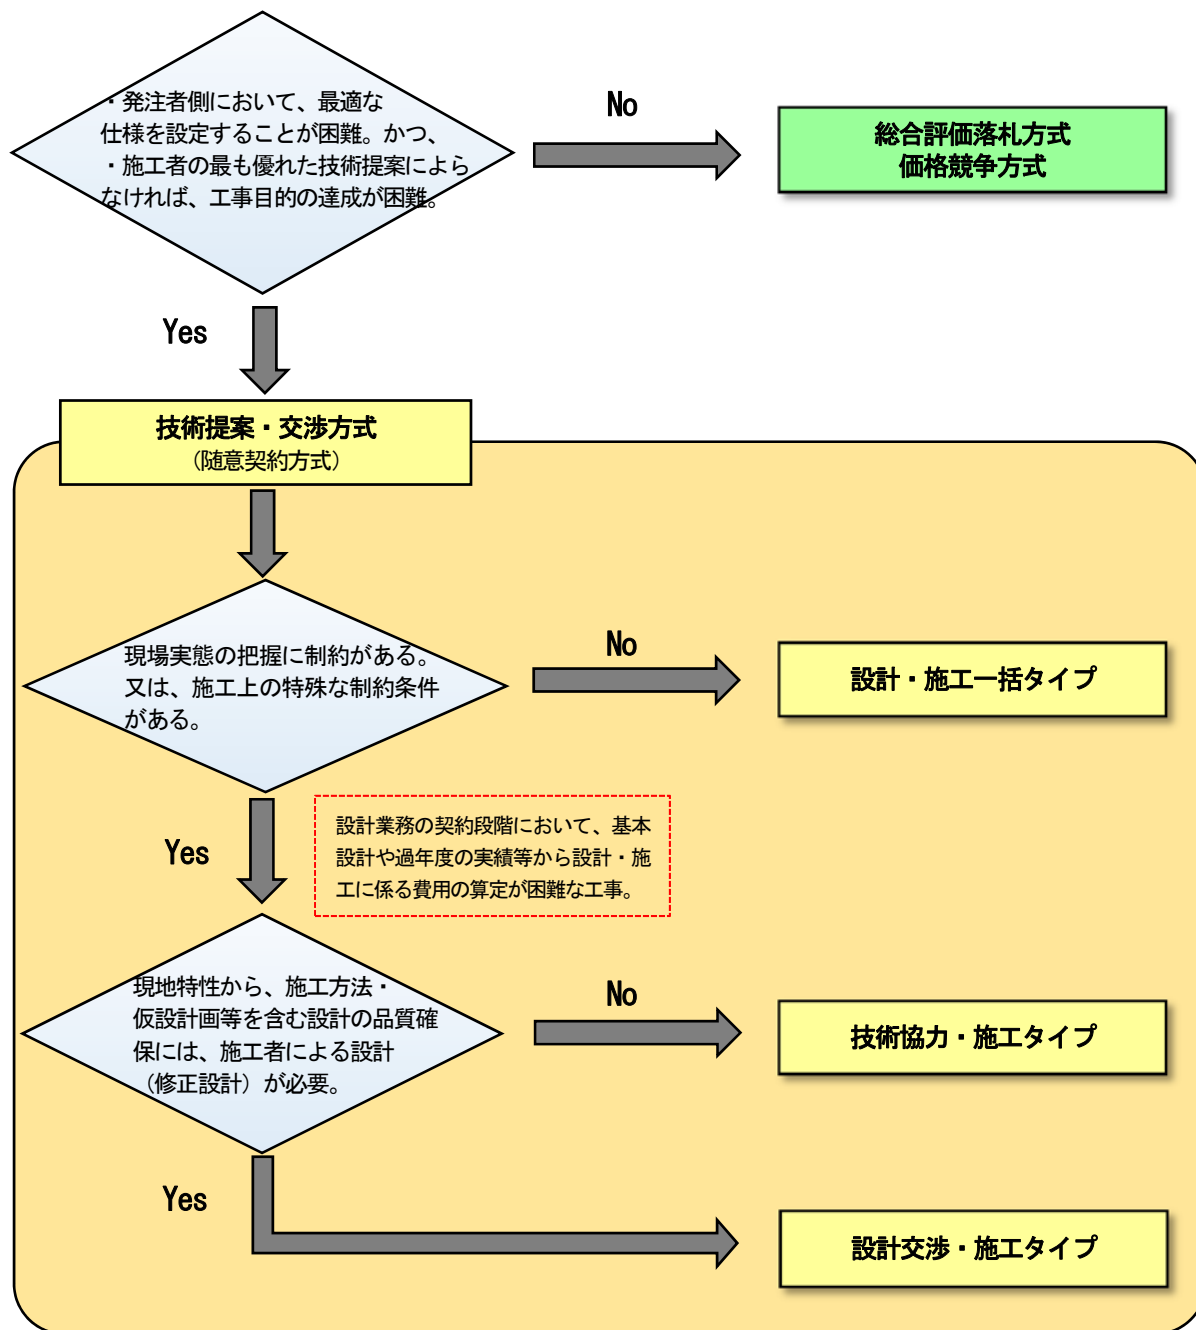 ・発注者側において、最適な
仕様を設定することが困難。かつ、
・施工者の最も優れた技術提案によら
なければ、工事目的の達成が困難。
No
総合評価落札方式
価格競争方式
Yes
技術提案・交渉方式
（随意契約方式）
現場実態の把握に制約がある。
又は、施工上の特殊な制約条件
がある。
No
設計・施工一括タイプ
Yes
設計業務の契約段階において、基本
設計や過年度の実績等から設計・施
工に係る費用の算定が困難な工事。
現地特性から、施工方法・
仮設計画等を含む設計の品質確
保には、施工者による設計
（修正設計）が必要。
No
技術協力・施工タイプ
Yes
設計交渉・施工タイプ